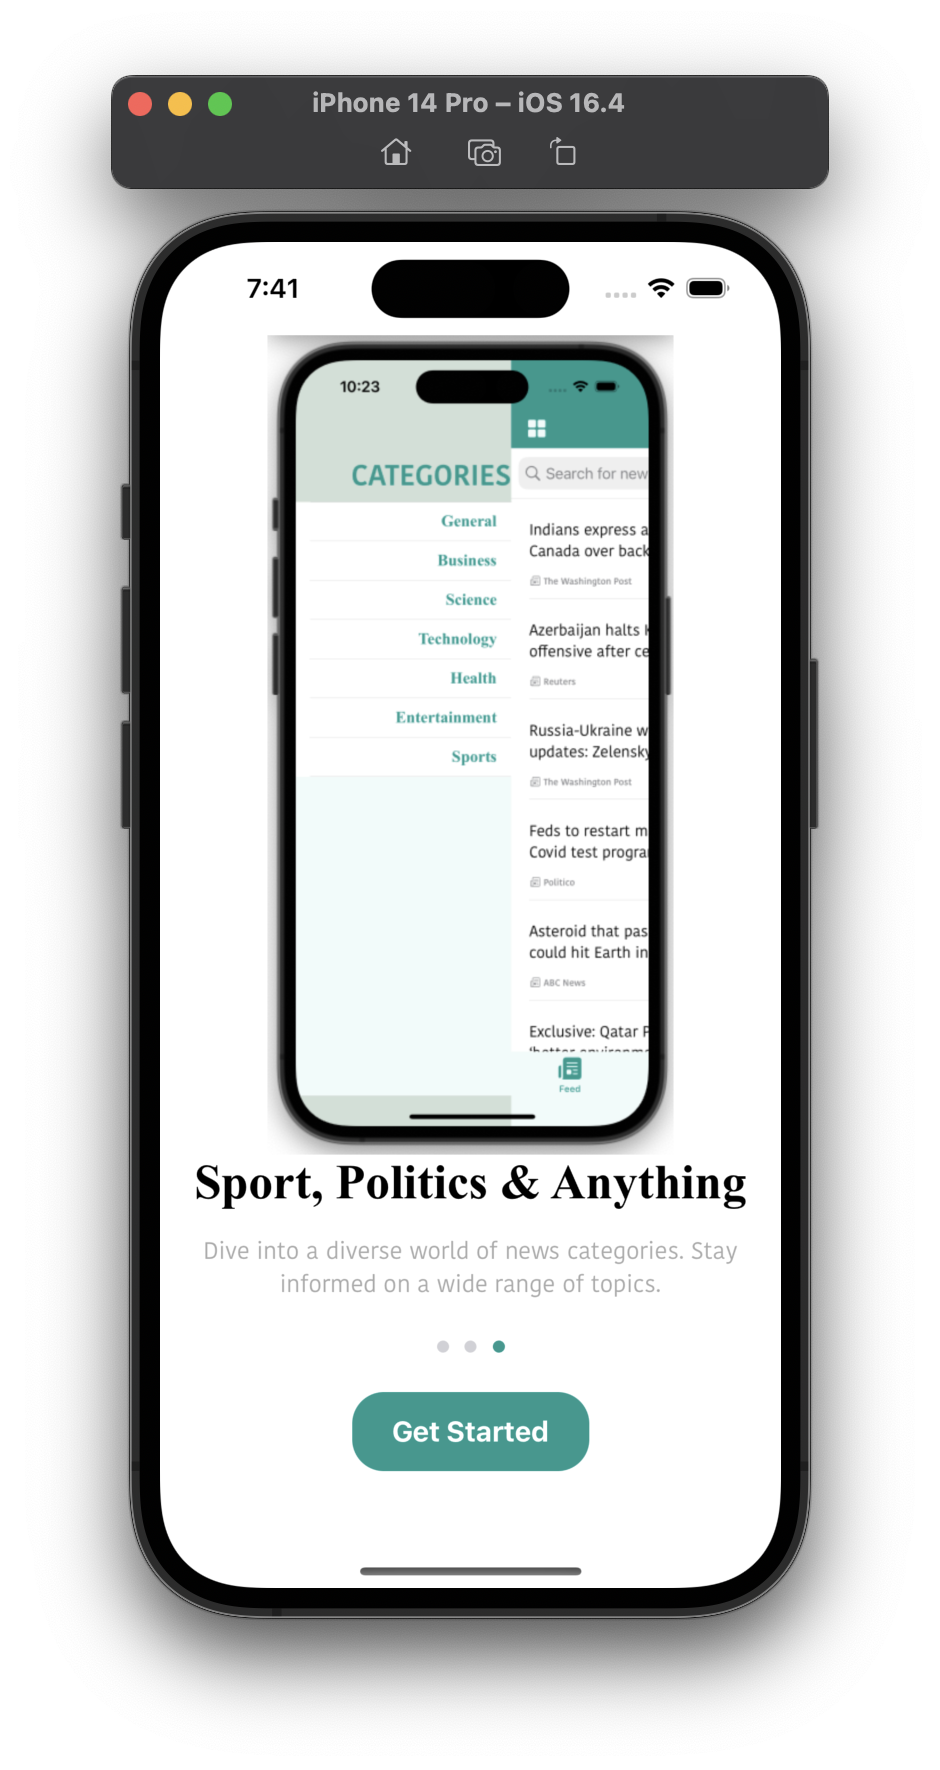 iPhone 14 Pro – iOS 16.4
7:41
10:23
CATEGORIES
General
Business
Science
Technology
Health
Entertainment
Sports
Search for new
Indians express a
Canada over back
The Washington Post
Azerbaijan halts
offensive after ce
Reuters
Russia-Ukraine w
updates: Zelensky
The Washington Post
Feds to restart m
Covid test progra
Politico
Asteroid that pas
could hit Earth in
ABC News
Exclusive: Qatar
Feed
Sport, Politics & Anything
Dive into a diverse world of news categories. Stay
informed on a wide range of topics.
Get Started